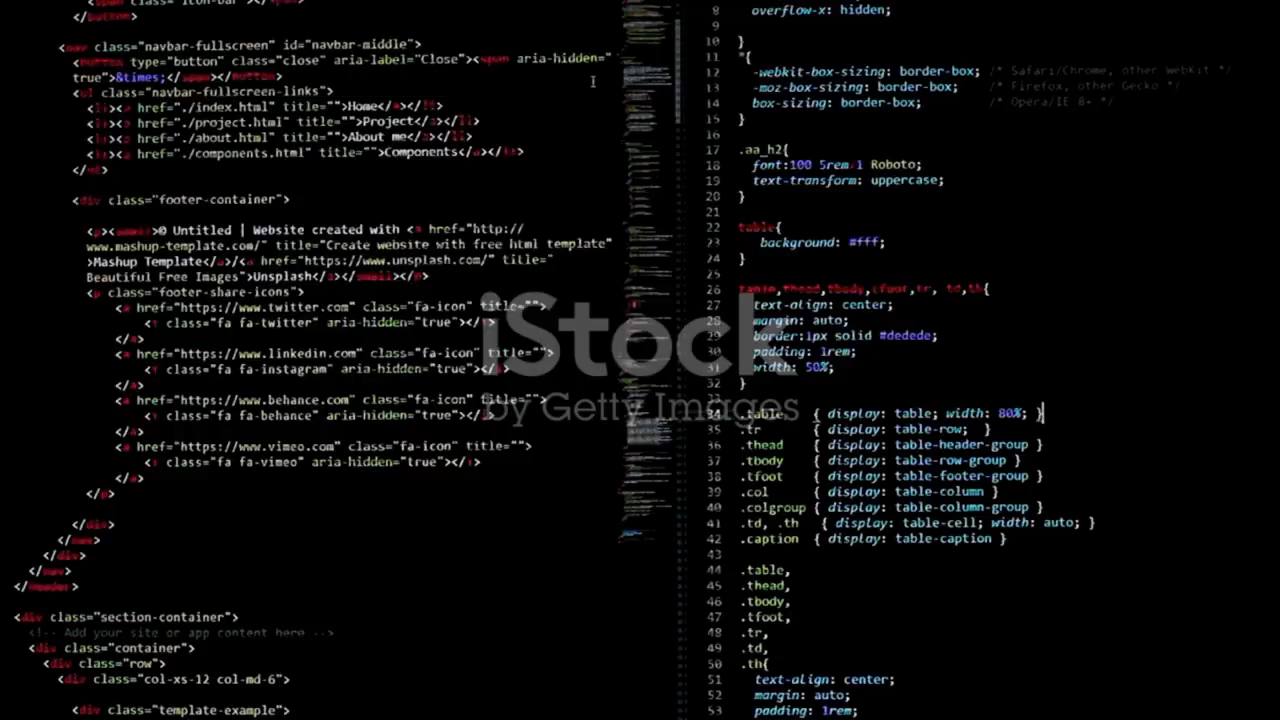 </button>
<nav class="navbar-fullscreen" id="navbar-middle">
<button type="button" class="close" aria-label="Close"><span aria-hidden="
true">&times;</span></button>
<ul class="navbar-fullscreen-links">
<li><a href="./index.html" title="">Home</a></li>
<li><a href="./project.html" title="">Project</a></li>
<li><a href="./about.html" title="">About me</a></li>
<li><a href="./components.html" title="">Components</a></li>
</ul>
<div class="footer-container">
<p><small>© Untitled | Website created with <a href="http://
www.mashup-template.com/" title="Create website with free html template"
>Mashup Template</a>/<a href="https://www.unsplash.com/" title="
Beautiful Free Images">Unsplash</a></small></p>
<p class="footer-share-icons">
<a href="https://www.twitter.com" class="fa-icon" title="">
<i class="fa fa-twitter" aria-hidden="true"></i>
</a>
<a href="https://www.linkedin.com" class="fa-icon" title="">
<i class="fa fa-instagram" aria-hidden="true"></i>
</a>
<a href="https://www.behance.com" class="fa-icon" title="">
<i class="fa fa-behance" aria-hidden="true"></i>
</a>
<a href="https://www.vimeo.com" class="fa-icon" title="">
<i class="fa fa-vimeo" aria-hidden="true"></i>
</a>
</p>
</div>
</nav>
</div>
</nav>
</header>
<div class="section-container">
<!-- Add your site or app content here -->
<div class="container">
<div class="row">
<div class="col-xs-12 col-md-6">
<div class="template-example">
8 overflow-x: hidden;
9
10 }
11 *{
12 -webkit-box-sizing: border-box; /* Safari/Chrome, other WebKit */
13 -moz-box-sizing: border-box; /* Firefox, other Gecko */
14 box-sizing: border-box; /* Opera/IE 8+ */
15 }
16
17 .aa_h2{
18 font:100 5rem/1 Roboto;
19 text-transform: uppercase;
20 }
21
22 table{
23 background: #fff;
24 }
25
26 table,thead,tbody,tfoot,tr, td,th{
27 text-align: center;
28 margin: auto;
29 border:1px solid #dedede;
30 padding: 1rem;
31 width: 50%;
32 }
33
34 .table { display: table; width: 80%; }
35 .tr { display: table-row; }
36 .thead { display: table-header-group }
37 .tbody { display: table-row-group }
38 .tfoot { display: table-footer-group }
39 .col { display: table-column }
40 .colgroup { display: table-column-group }
41 .td, .th { display: table-cell; width: auto; }
42 .caption { display: table-caption }
43
44 .table,
45 .thead,
46 .tbody,
47 .tfoot,
48 .tr,
49 .td,
50 .th{
51 text-align: center;
52 margin: auto;
53 padding: 1rem;
iStock
by Getty Images